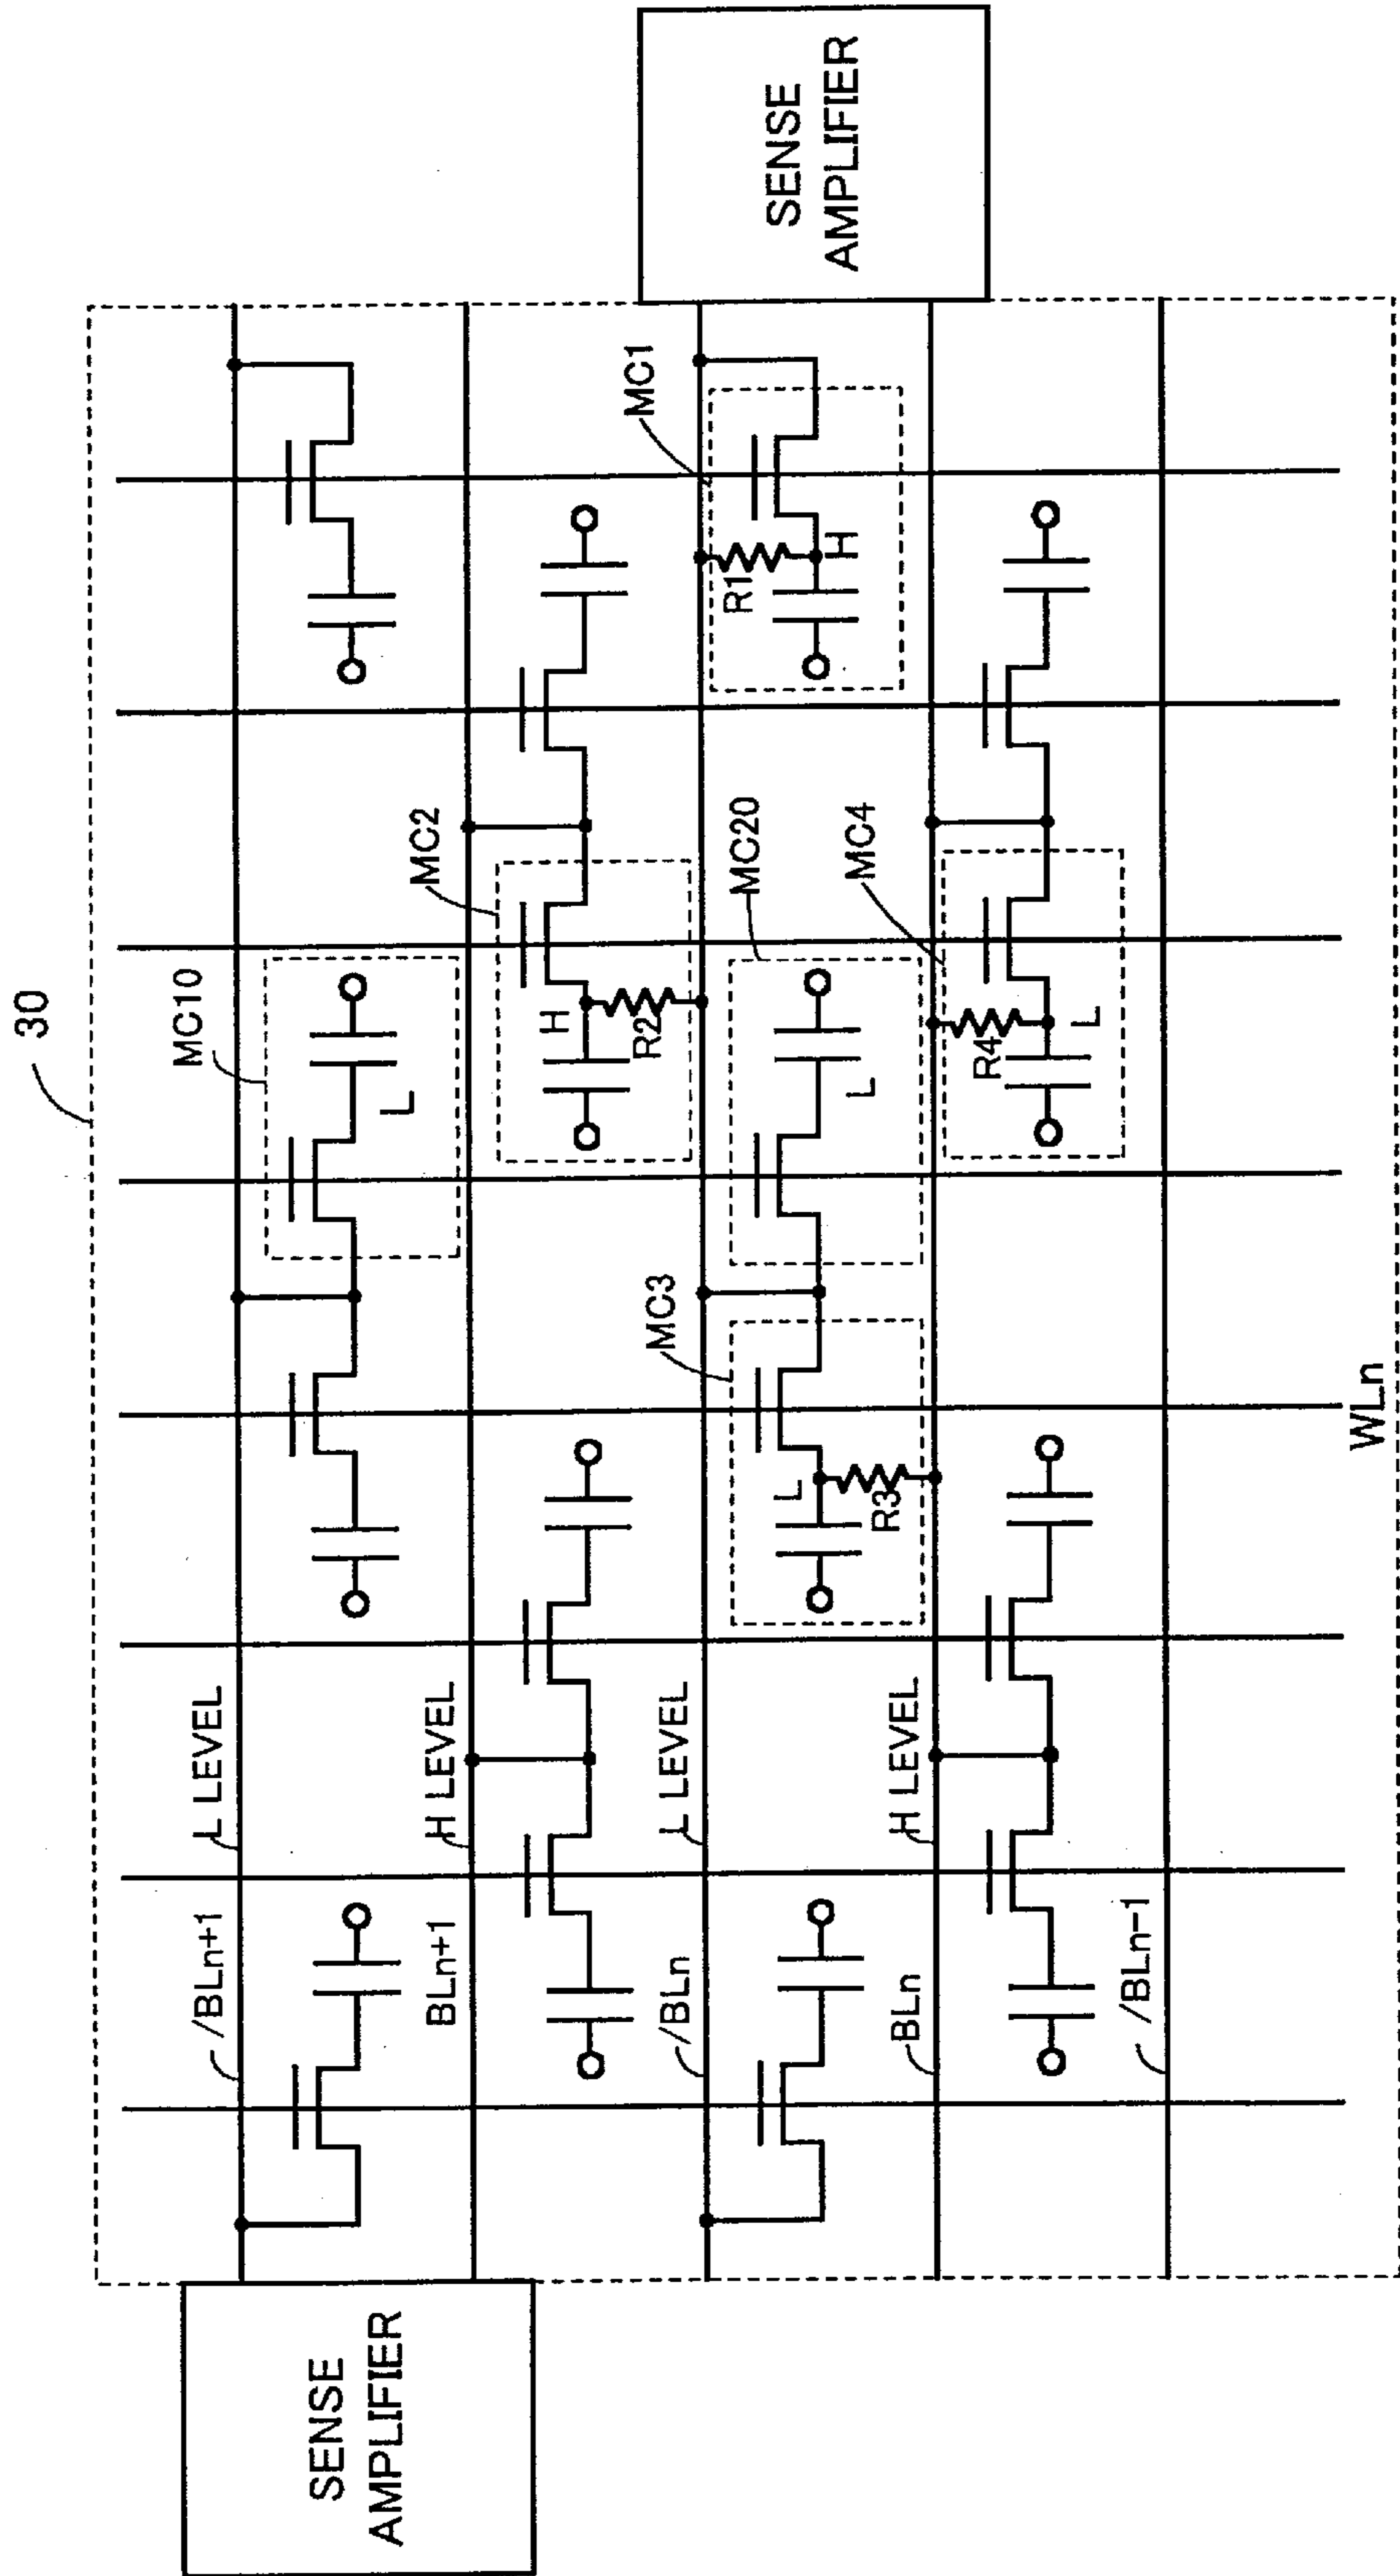 30
SENSE
AMPLIFIER
/BLn+1
L LEVEL
MC10
L
BLn+1
H LEVEL
MC2
H
R2
/BLn
L LEVEL
MC3
L
R3
MC20
L
MC1
R1
H
SENSE
AMPLIFIER
BLn
H LEVEL
MC4
R4
L
/BLn-1
WLn